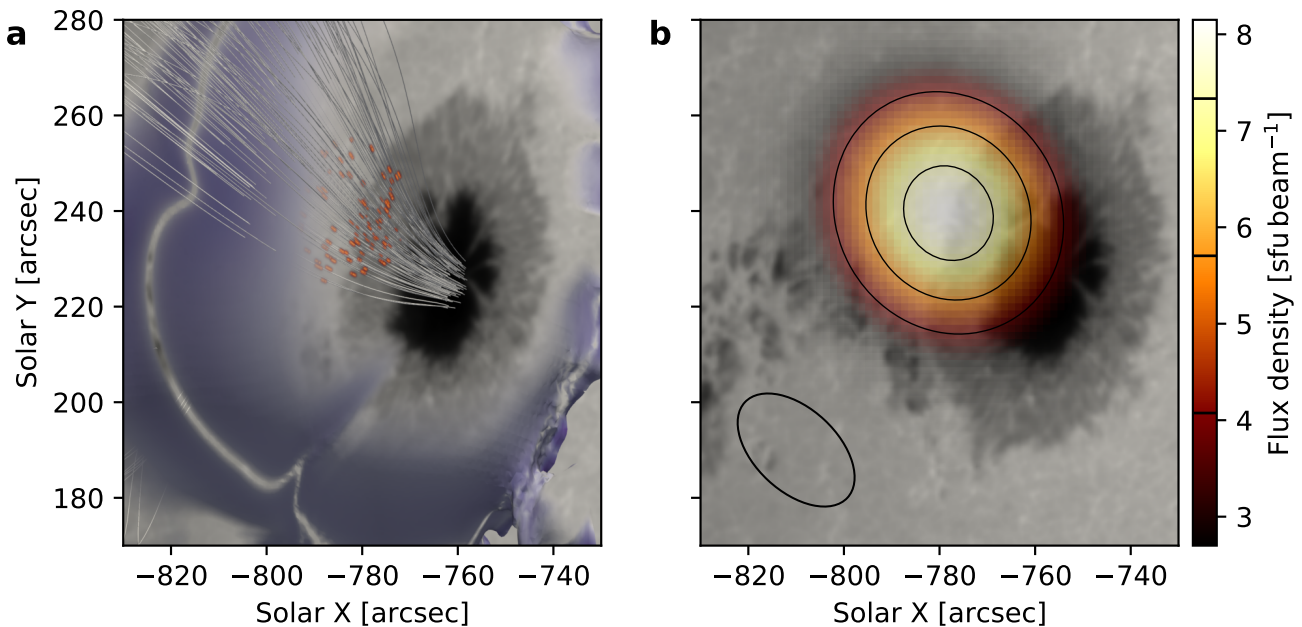 a
280
260
240
220
200
180
Solar Y [arcsec]
−820 −800 −780 −760 −740
Solar X [arcsec]
b
−820 −800 −780 −760 −740
Solar X [arcsec]
8
7
6
5
4
3
Flux density [sfu beam⁻¹]